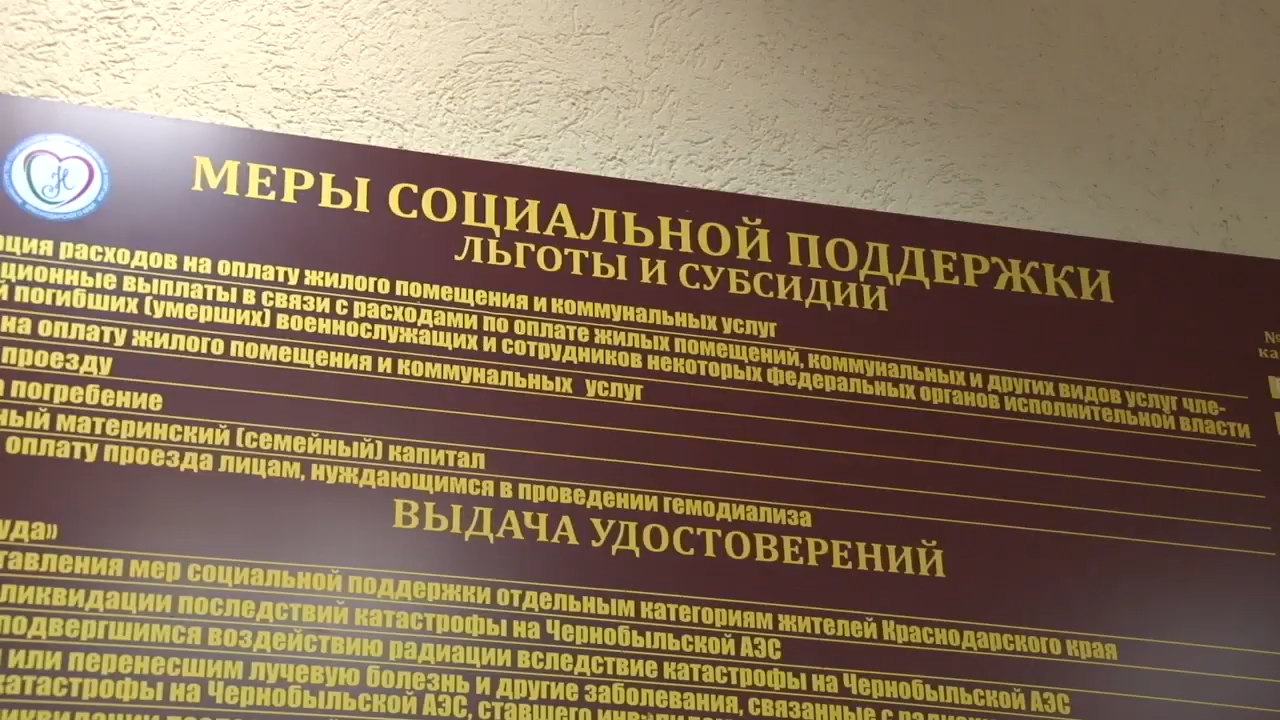 МЕРЫ СОЦИАЛЬНОЙ ПОДДЕРЖКИ
ЛЬГОТЫ И СУБСИДИИ
расходов на оплату жилого помещения и коммунальных услуг
выплаты в связи с расходами по оплате жилых помещений, коммунальных и других видов услуг чле-
погибших (умерших) военнослужащих и сотрудников некоторых федеральных органов исполнительной власти
на оплату жилого помещения и коммунальных услуг
проезду
погребение
материнский (семейный) капитал
оплату проезда лицам, нуждающимся в проведении гемодиализа
ВЫДАЧА УДОСТОВЕРЕНИЙ
уда»
тавления мер социальной поддержки отдельным категориям жителей Краснодарского края
ликвидации последствий катастрофы на Чернобыльской АЭС
подвергшимся воздействию радиации вследствие катастрофы на Чернобыльской АЭС
или перенесшим лучевую болезнь и другие заболевания, связанные с
катастрофы на Чернобыльской АЭС, ставшего
№
ка